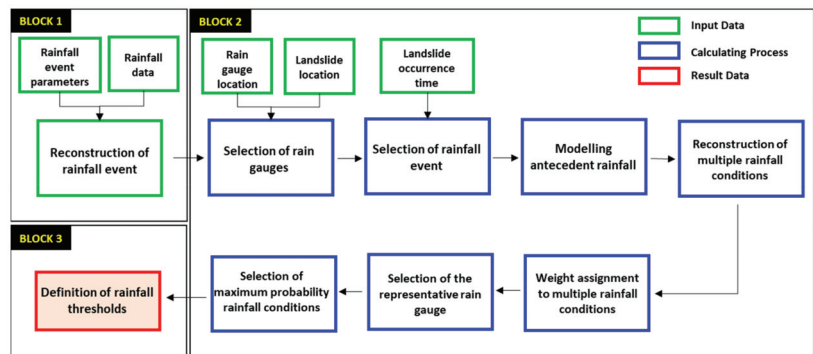 BLOCK 1
Rainfall
event
parameters
Rainfall
data
Reconstruction of
rainfall event
BLOCK 2
Rain
gauge
location
Landslide
location
Landslide
occurrence
time
Input Data
Calculating Process
Result Data
Selection of rain
gauges
Selection of rainfall
event
Modelling
antecedent rainfall
Reconstruction of
multiple rainfall
conditions
BLOCK 3
Definition of rainfall
thresholds
Selection of
maximum probability
rainfall conditions
Selection of the
representative rain
gauge
Weight assignment
to multiple rainfall
conditions